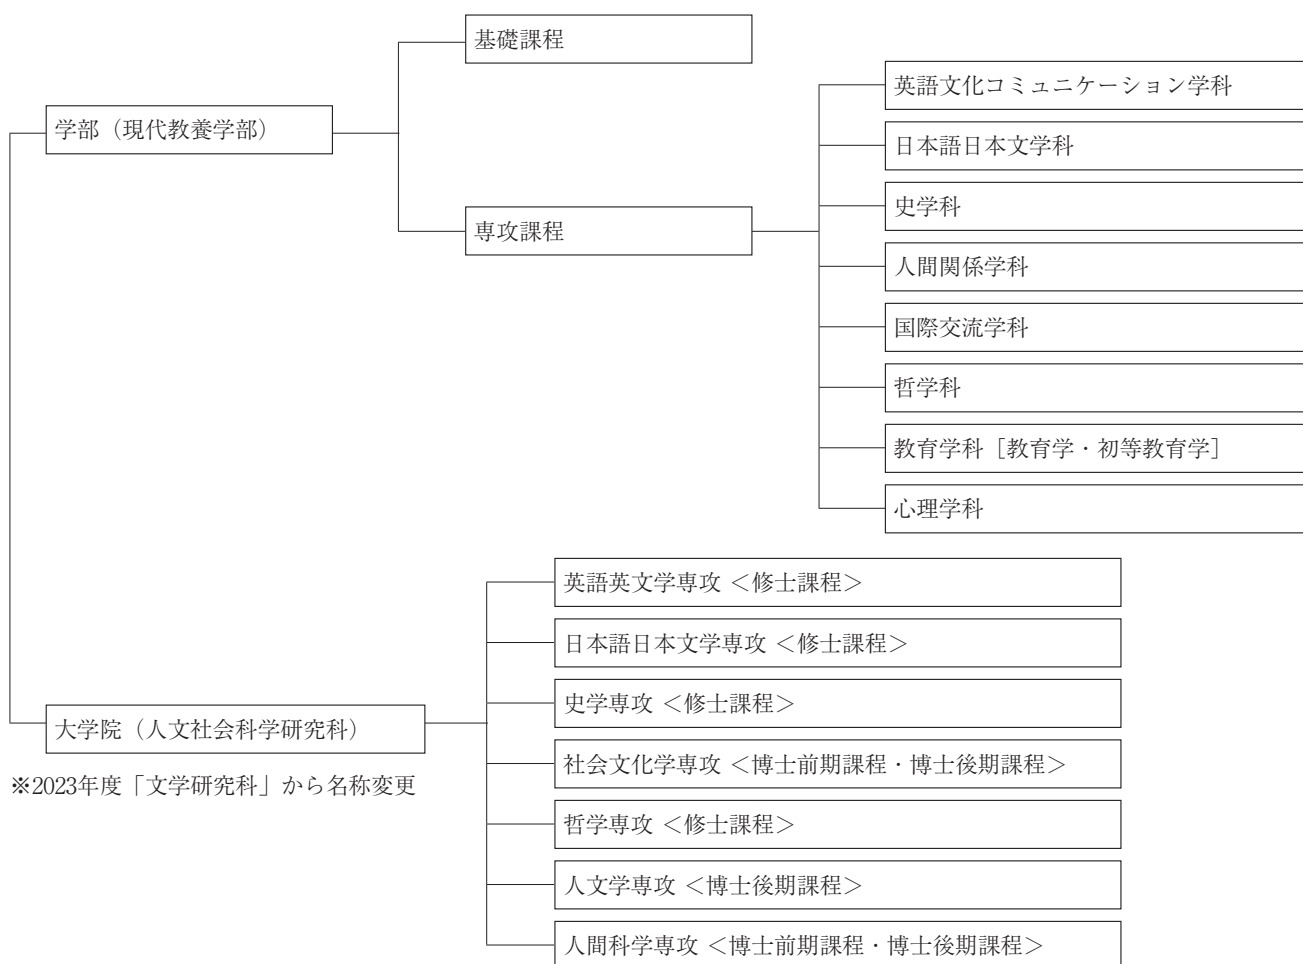 学部（現代教養学部）
基礎課程
専攻課程
英語文化コミュニケーション学科
日本語日本文学科
史学科
人間関係学科
国際交流学科
哲学科
教育学科［教育学・初等教育学］
心理学科
大学院（人文社会科学研究科）
※2023年度「文学研究科」から名称変更
英語英文学専攻 ＜修士課程＞
日本語日本文学専攻 ＜修士課程＞
史学専攻 ＜修士課程＞
社会文化学専攻 ＜博士前期課程・博士後期課程＞
哲学専攻 ＜修士課程＞
人文学専攻 ＜博士後期課程＞
人間科学専攻 ＜博士前期課程・博士後期課程＞